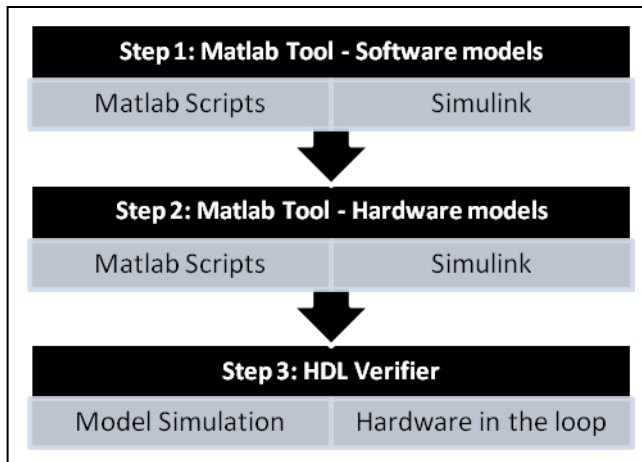 Step 1: Matlab Tool - Software models
Matlab Scripts
Simulink
Step 2: Matlab Tool - Hardware models
Matlab Scripts
Simulink
Step 3: HDL Verifier
Model Simulation
Hardware in the loop